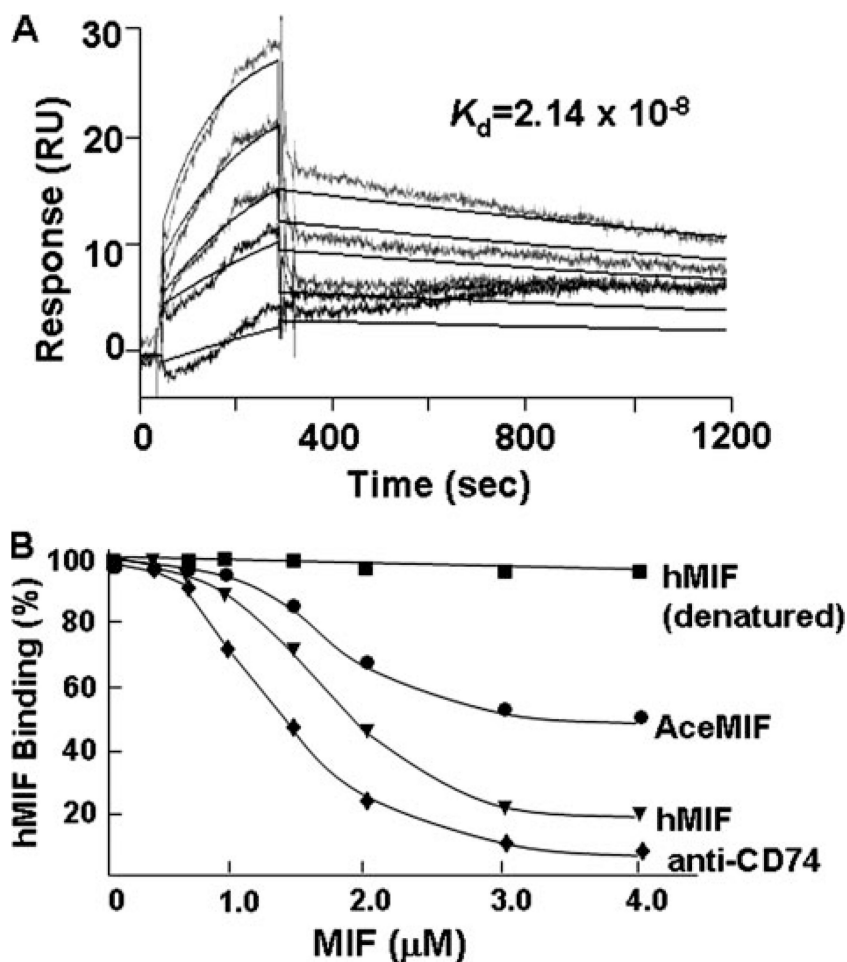 A
30
20
10
0
Response (RU)
K_d=2.14 x 10^-8
0
400
800
1200
Time (sec)
B
100
80
60
40
20
hMIF Binding (%)
hMIF
(denatured)
AceMIF
hMIF
anti-CD74
0
1.0
2.0
3.0
4.0
MIF (μM)